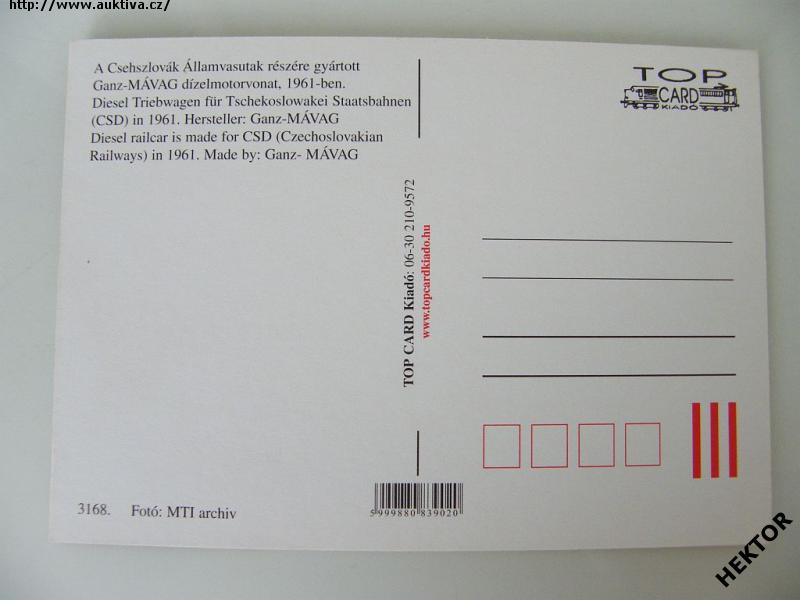 http://www.auktiva.cz/
A Csehszlovák Államvasutak részére gyártott
Ganz-MÁVAG dízelmotorvonat, 1961-ben.
Diesel Triebwagen für Tschekoslowakei Staatsbahnen
(CSD) in 1961. Hersteller: Ganz-MÁVAG
Diesel railcar is made for CSD (Czechoslovakian
Railways) in 1961. Made by: Ganz- MÁVAG
TOP
CARD
KIADÓ
TOP CARD Kiadó: 06-30 210-9572
www.topcardkiado.hu
3168. Fotó: MTI archiv
5 999880 839020
HEKTOR